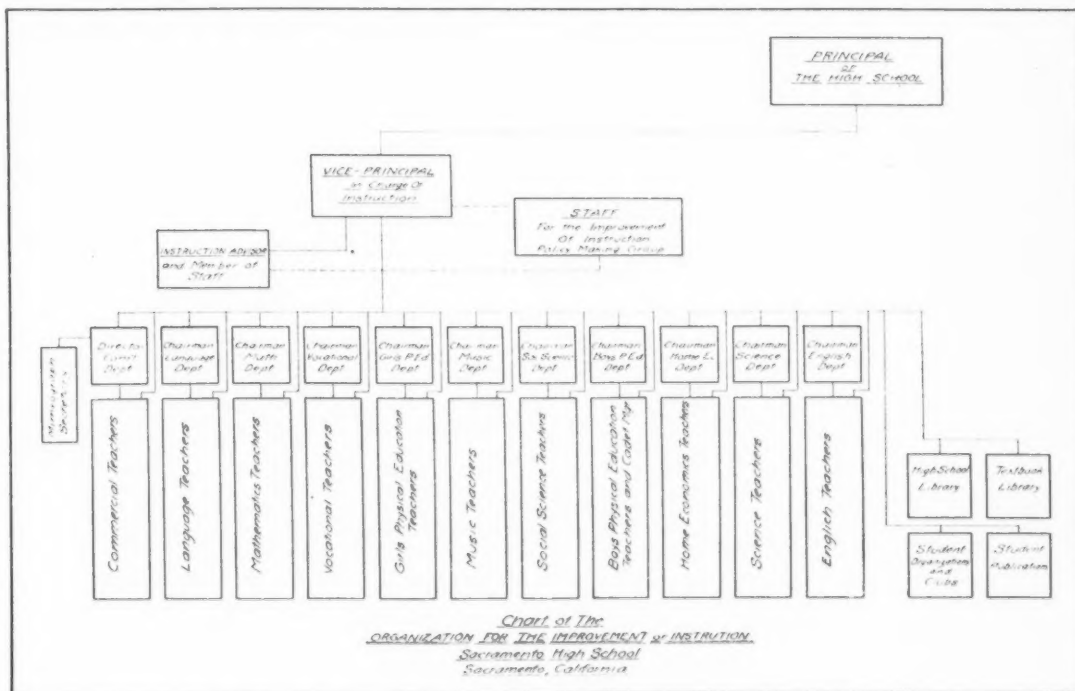 PRINCIPAL
OF
THE HIGH SCHOOL
VICE-PRINCIPAL
In Charge Of
Instruction
STAFF
For the Improvement
Of Instruction
Policy Making Group
INSTRUCTION ADVISOR
and Member of
Staff
Director
Dept
Chairman
Language
Dept
Chairman
Math
Dept
Chairman
Vocational
Dept
Chairman
Girls P.Ed
Dept
Chairman
Music
Dept
Chairman
Dept
Chairman
Boys P.Ed
Dept
Chairman
Home Ec.
Dept
Chairman
Science
Dept
Chairman
English
Dept
Commercial Teachers
Language Teachers
Mathematics Teachers
Vocational Teachers
Girls Physical Education
Teachers
Music Teachers
Social Science Teachers
Boys Physical Education
Teachers and Cadet Mgr
Home Economics Teachers
Science Teachers
English Teachers
High School
Library
Textbook
Library
Student
Organizations
and
Clubs
Student
Publication
Chart of The
ORGANIZATION FOR THE IMPROVEMENT or INSTRUTION
Sacramento High School
Sacramento, California